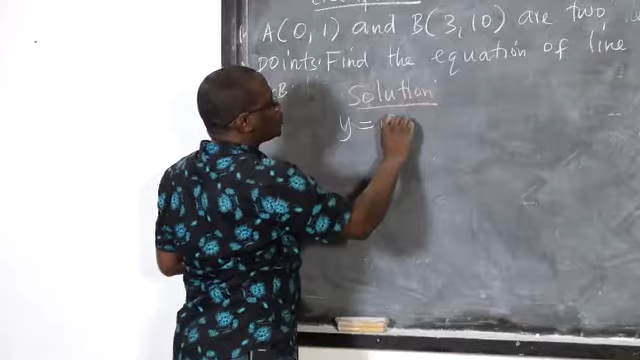 A(0, 1) and B(3, 10) are two
points. Find the equation of line
B.
Solution
y =